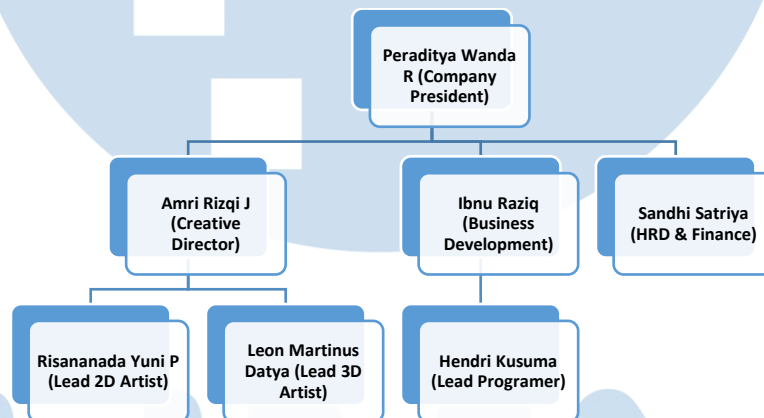 Peraditya Wanda
R (Company
President)
Amri Rizqi J
(Creative
Director)
Ibnu Raziq
(Business
Development)
Sandhi Satriya
(HRD & Finance)
Risananada Yuni P
(Lead 2D Artist)
Leon Martinus
Datya (Lead 3D
Artist)
Hendri Kusuma
(Lead Programer)